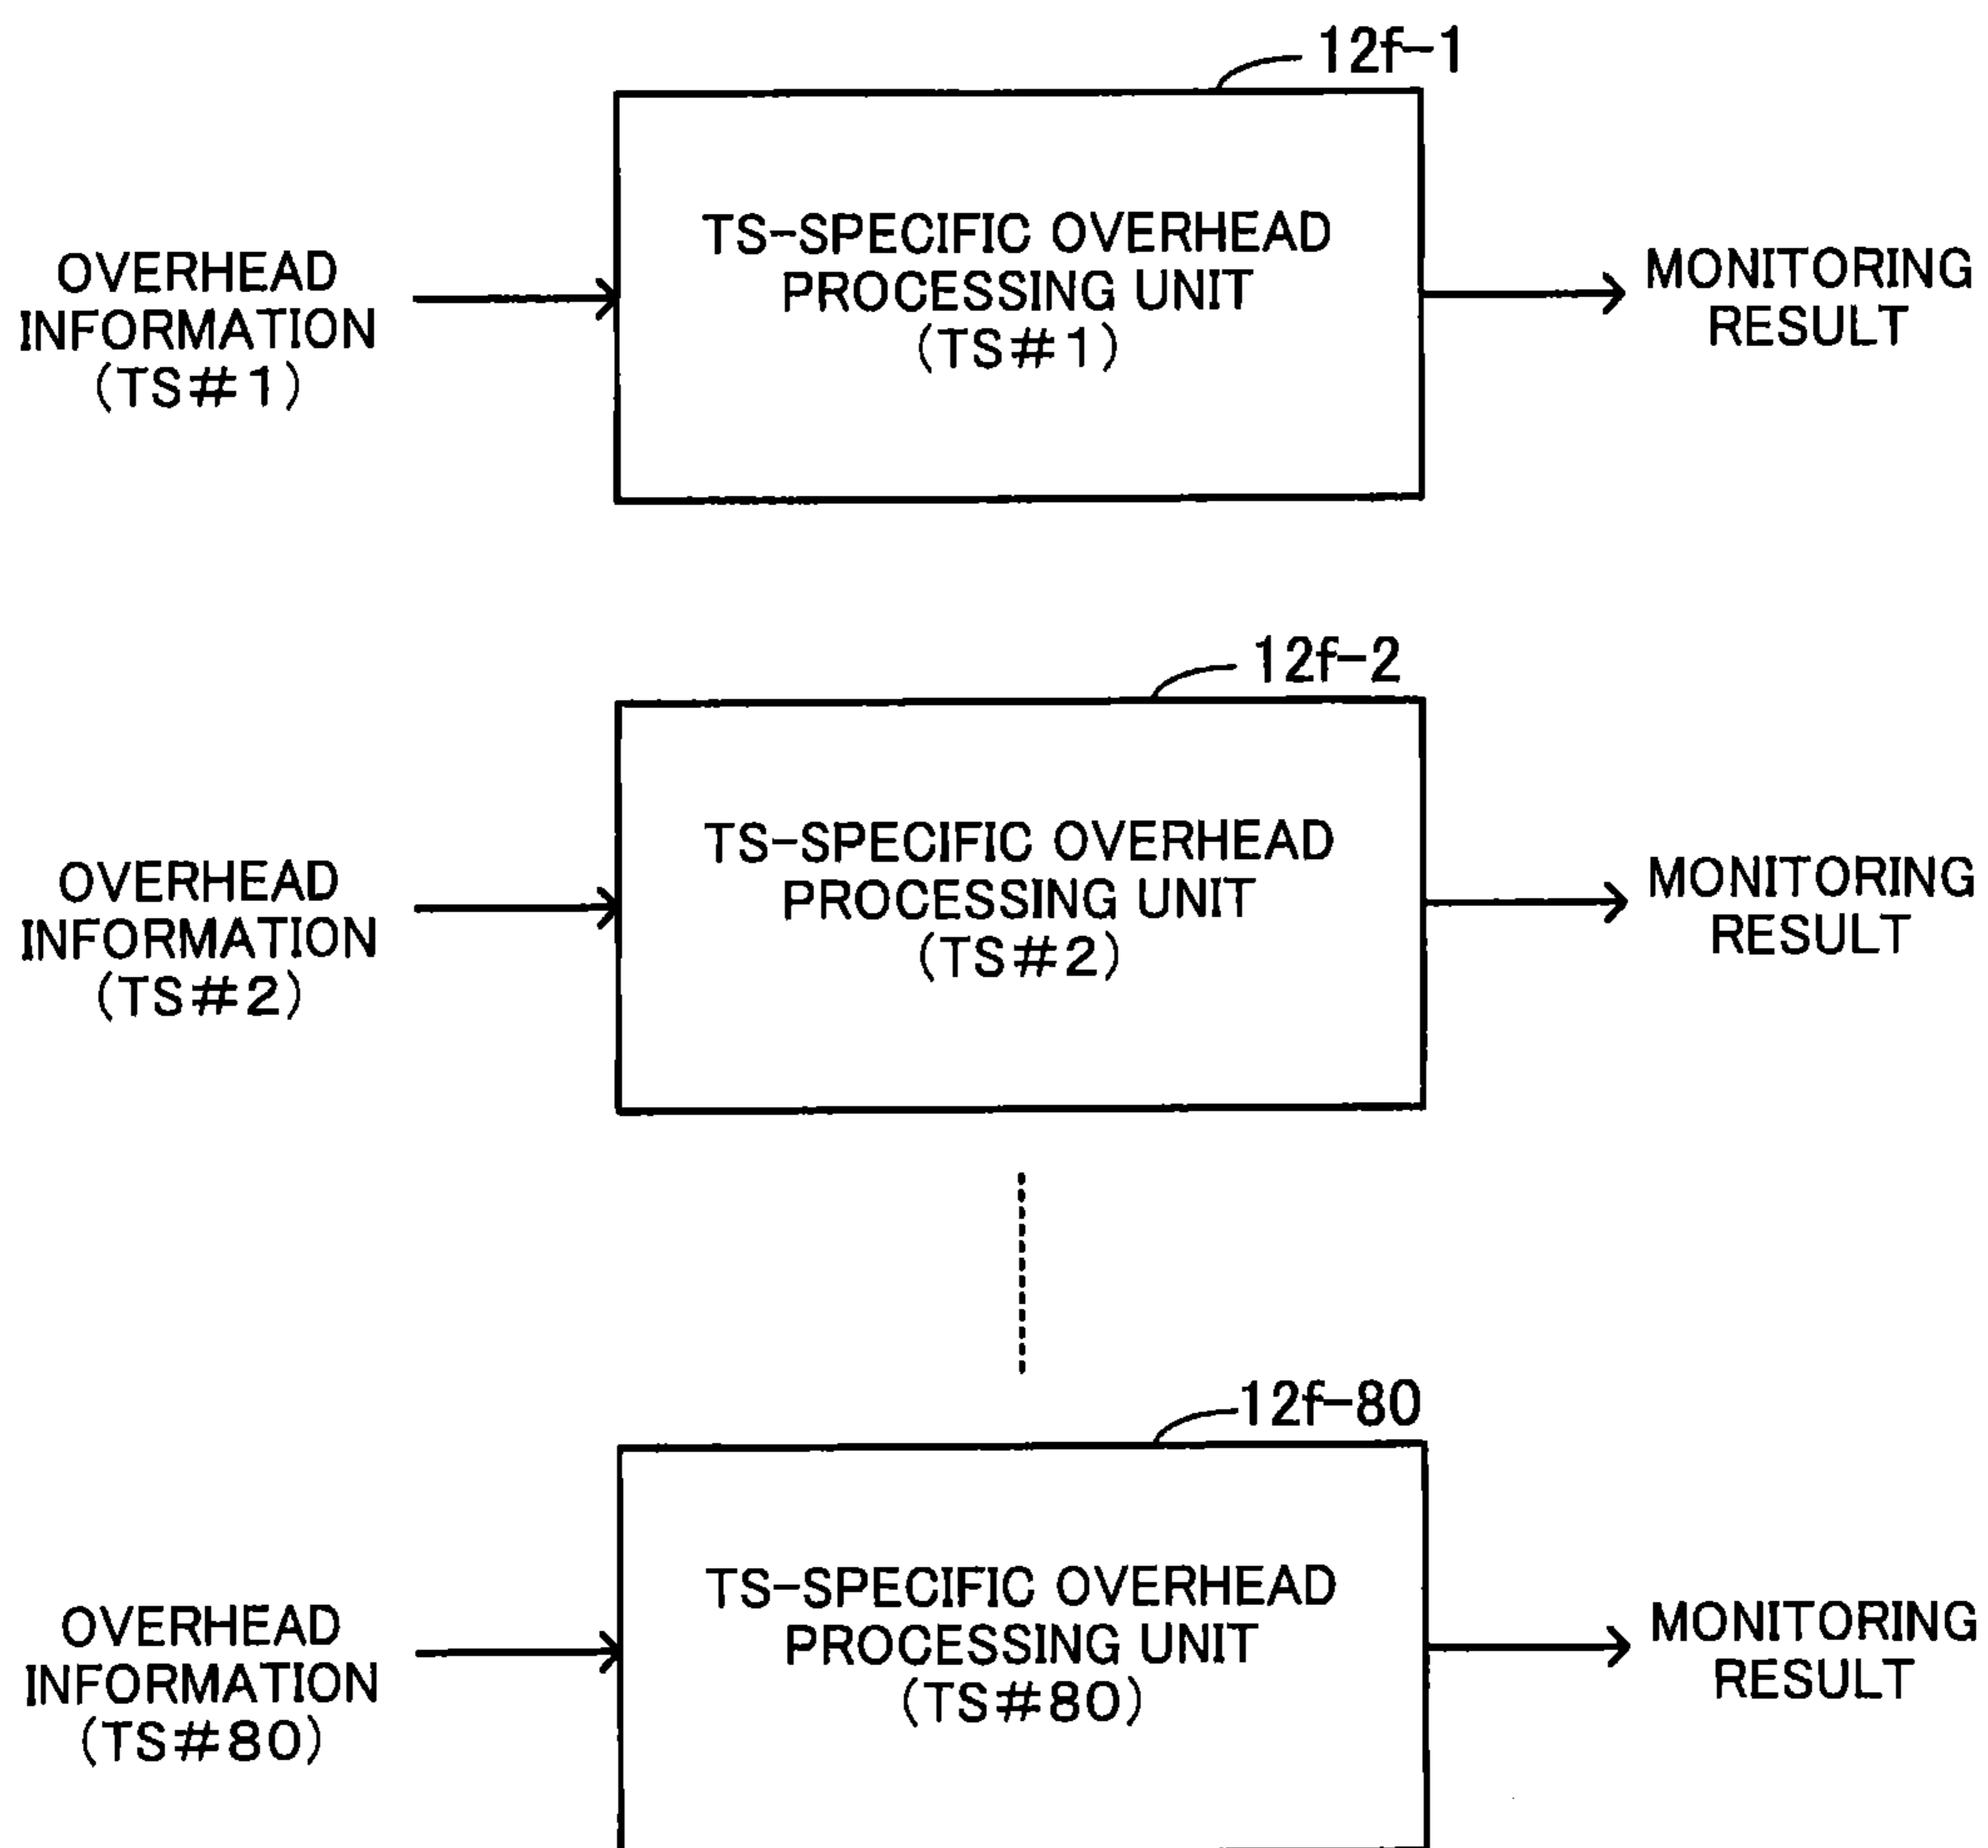 12f-1
OVERHEAD
INFORMATION
(TS#1)
TS-SPECIFIC OVERHEAD
PROCESSING UNIT
(TS#1)
MONITORING
RESULT
12f-2
OVERHEAD
INFORMATION
(TS#2)
TS-SPECIFIC OVERHEAD
PROCESSING UNIT
(TS#2)
MONITORING
RESULT
12f-80
OVERHEAD
INFORMATION
(TS#80)
TS-SPECIFIC OVERHEAD
PROCESSING UNIT
(TS#80)
MONITORING
RESULT